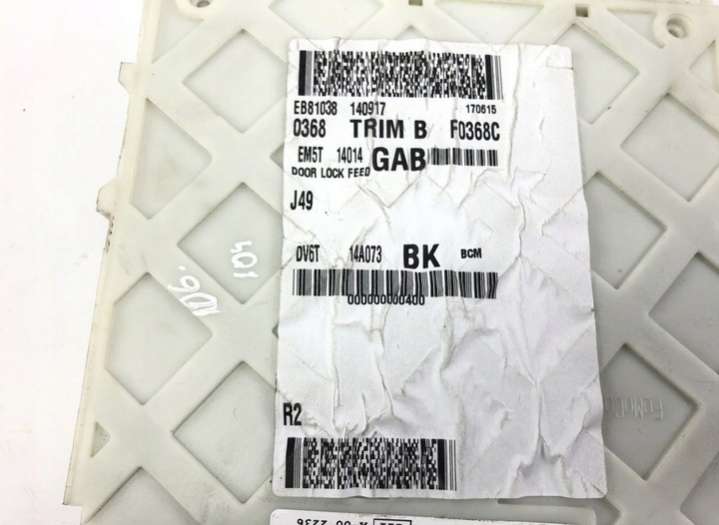 EB81038 140917 170615
0368 TRIM B F0368C
EM5T 14014 GAB
DOOR LOCK FEED
J49
DV6T 14A073 BK BCM
000000000400
R2
401